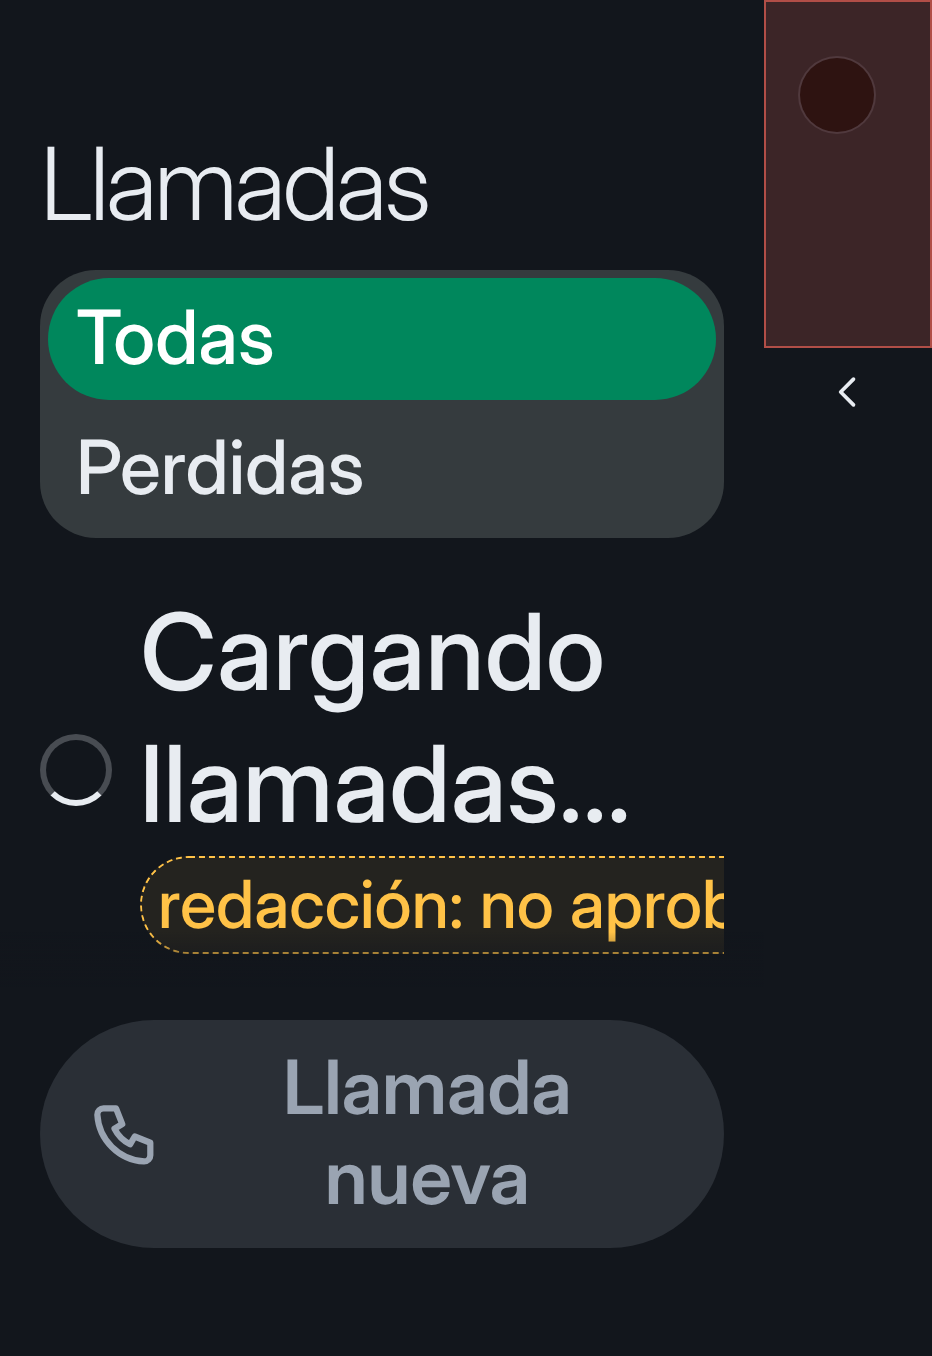 Llamadas
Todas
Perdidas
Cargando
llamadas...
redacción: no aprob
Llamada
nueva